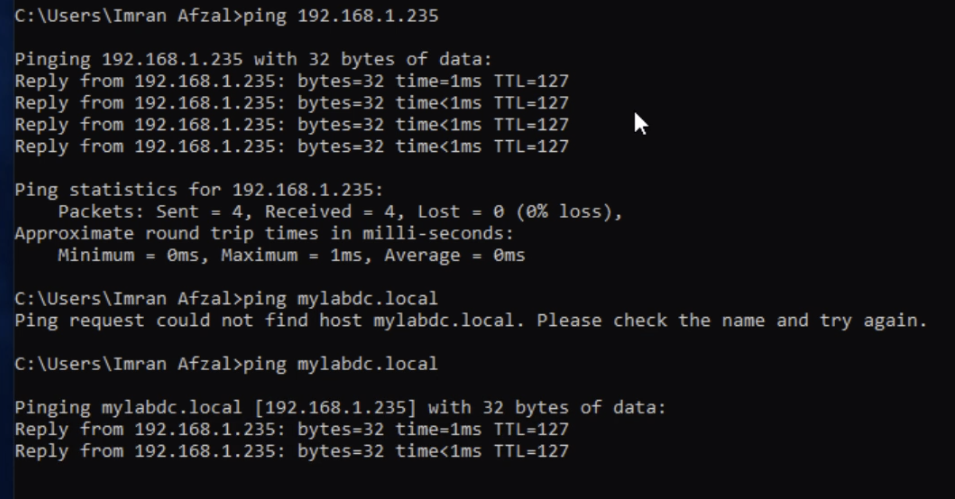 C:\Users\Imran Afzal>ping 192.168.1.235
Pinging 192.168.1.235 with 32 bytes of data:
Reply from 192.168.1.235: bytes=32 time=1ms TTL=127
Reply from 192.168.1.235: bytes=32 time<1ms TTL=127
Reply from 192.168.1.235: bytes=32 time<1ms TTL=127
Reply from 192.168.1.235: bytes=32 time<1ms TTL=127
Ping statistics for 192.168.1.235:
    Packets: Sent = 4, Received = 4, Lost = 0 (0% loss),
Approximate round trip times in milli-seconds:
    Minimum = 0ms, Maximum = 1ms, Average = 0ms
C:\Users\Imran Afzal>ping mylabdc.local
Ping request could not find host mylabdc.local. Please check the name and try again.
C:\Users\Imran Afzal>ping mylabdc.local
Pinging mylabdc.local [192.168.1.235] with 32 bytes of data:
Reply from 192.168.1.235: bytes=32 time=1ms TTL=127
Reply from 192.168.1.235: bytes=32 time<1ms TTL=127